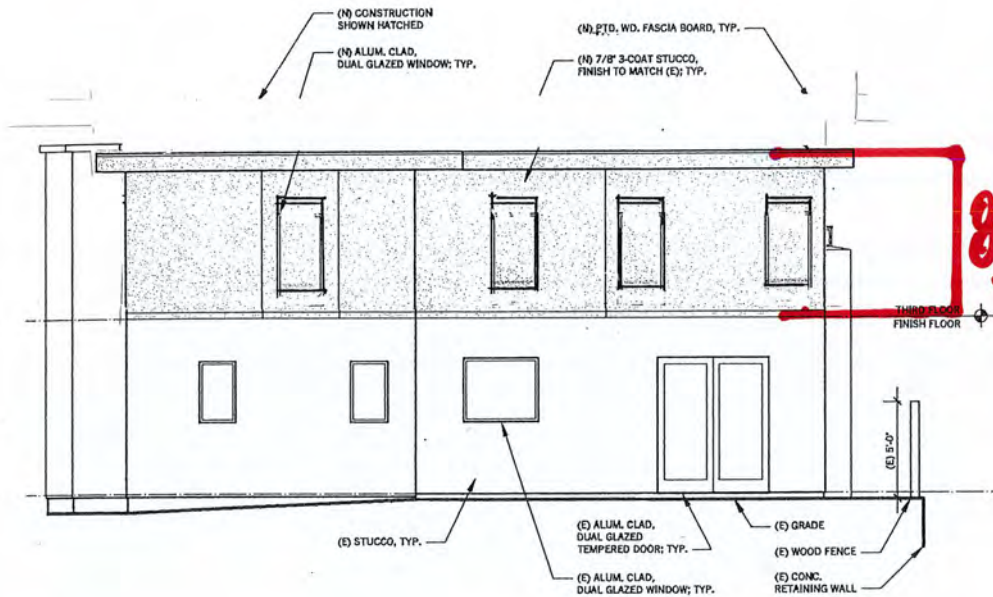 (N) CONSTRUCTION
SHOWN HATCHED
(N) ALUM. CLAD,
DUAL GLAZED WINDOW; TYP.
(N) PTD. WD. FASCIA BOARD, TYP.
(N) 7/8" 3-COAT STUCCO,
FINISH TO MATCH (E); TYP.
THIRD FLOOR
FINISH FLOOR
(E) 5'-0"
(E) STUCCO, TYP.
(E) ALUM. CLAD,
DUAL GLAZED
TEMPERED DOOR; TYP.
(E) ALUM. CLAD,
DUAL GLAZED WINDOW; TYP.
(E) GRADE
(E) WOOD FENCE
(E) CONC.
RETAINING WALL